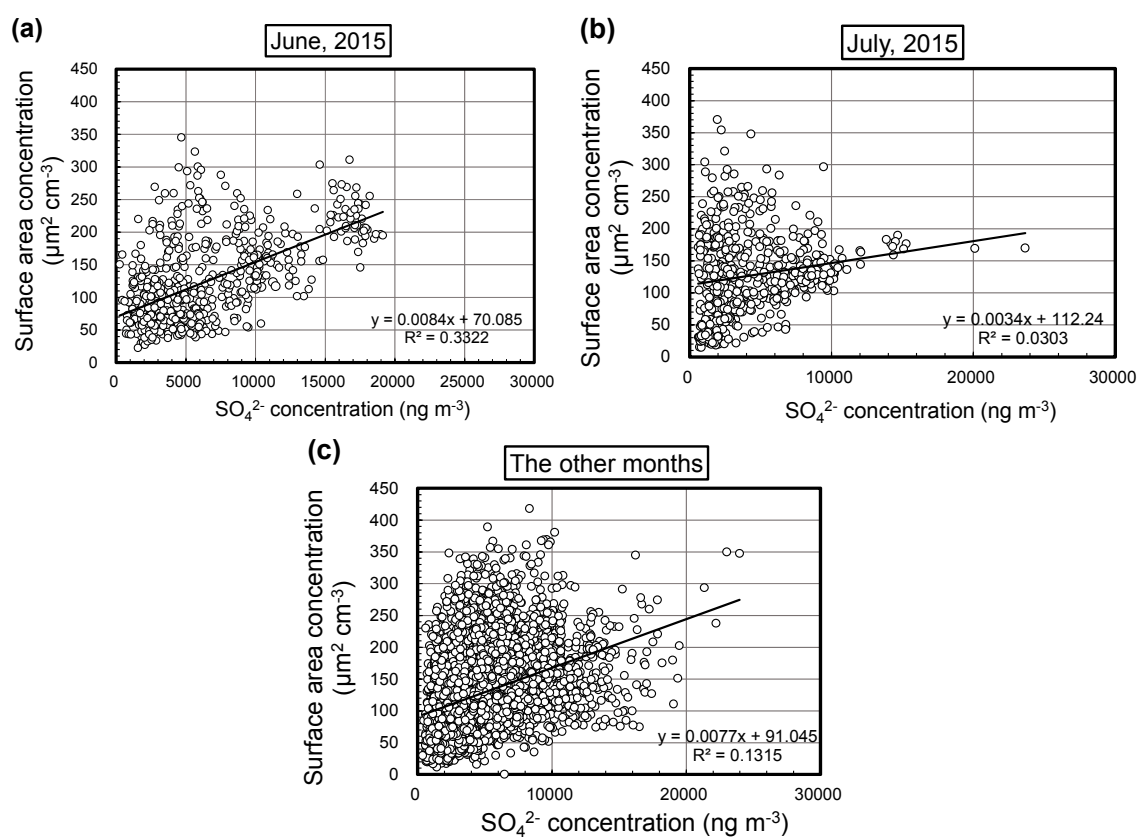 (a)
June, 2015
Surface area concentration
(μm² cm⁻³)
450
400
350
300
250
200
150
100
50
0
y = 0.0084x + 70.085
R² = 0.3322
0 5000 10000 15000 20000 25000 30000
SO₄²⁻ concentration (ng m⁻³)
(b)
July, 2015
Surface area concentration
(μm² cm⁻³)
450
400
350
300
250
200
150
100
50
0
y = 0.0034x + 112.24
R² = 0.0303
0 10000 20000 30000
SO₄²⁻ concentration (ng m⁻³)
(c)
The other months
Surface area concentration
(μm² cm⁻³)
450
400
350
300
250
200
150
100
50
0
y = 0.0077x + 91.045
R² = 0.1315
0 10000 20000 30000
SO₄²⁻ concentration (ng m⁻³)